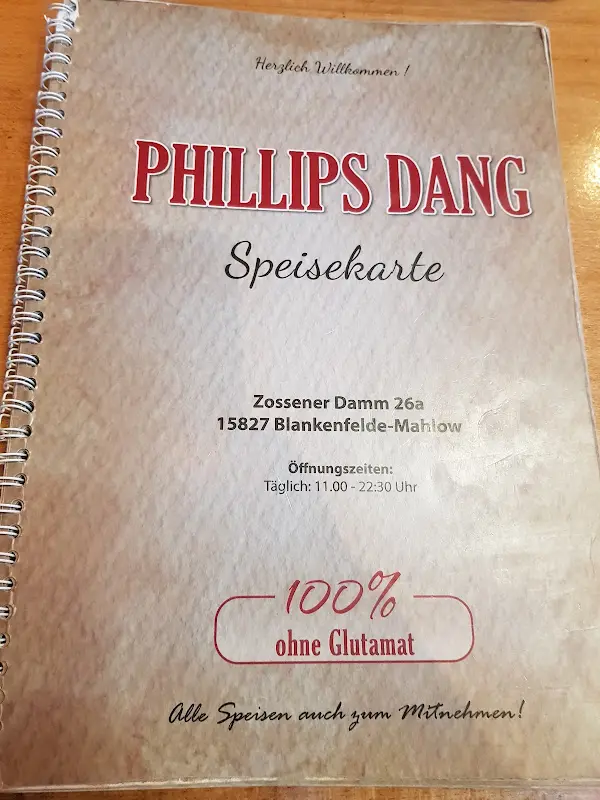 Herzlich Willkommen !
PHILLIPS DANG
Speisekarte
Zossener Damm 26a
15827 Blankenfelde-Mahlow
Öffnungszeiten:
Täglich: 11.00 - 22:30 Uhr
100%
ohne Glutamat
Alle Speisen auch zum Mitnehmen!